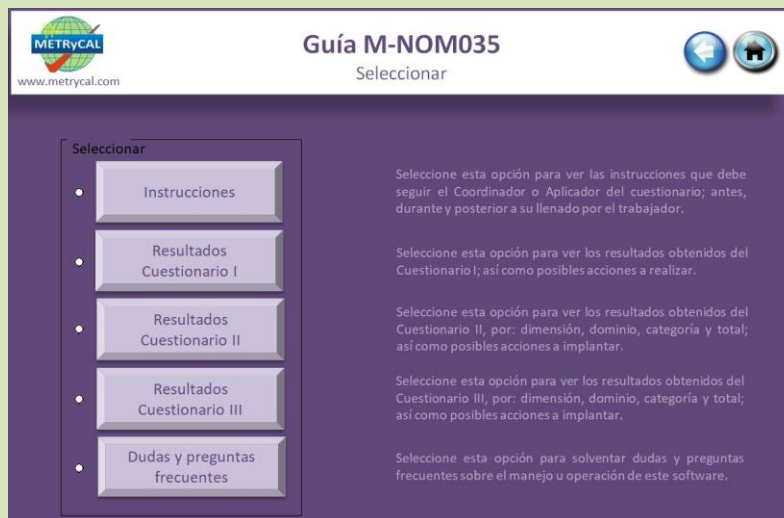 METRyCAL
www.metrycal.com
Guía M-NOM035
Seleccionar
Seleccionar
Instrucciones
Seleccione esta opción para ver las instrucciones que debe
seguir el Coordinador o Aplicador del cuestionario; antes,
durante y posterior a su llenado por el trabajador.
Resultados
Cuestionario I
Seleccione esta opción para ver los resultados obtenidos del
Cuestionario I; así como posibles acciones a realizar.
Resultados
Cuestionario II
Seleccione esta opción para ver los resultados obtenidos del
Cuestionario II, por: dimensión, dominio, categoría y total;
así como posibles acciones a implantar.
Resultados
Cuestionario III
Seleccione esta opción para ver los resultados obtenidos del
Cuestionario III, por: dimensión, dominio, categoría y total;
así como posibles acciones a implantar.
Dudas y preguntas
frecuentes
Seleccione esta opción para solventar dudas y preguntas
frecuentes sobre el manejo u operación de este software.